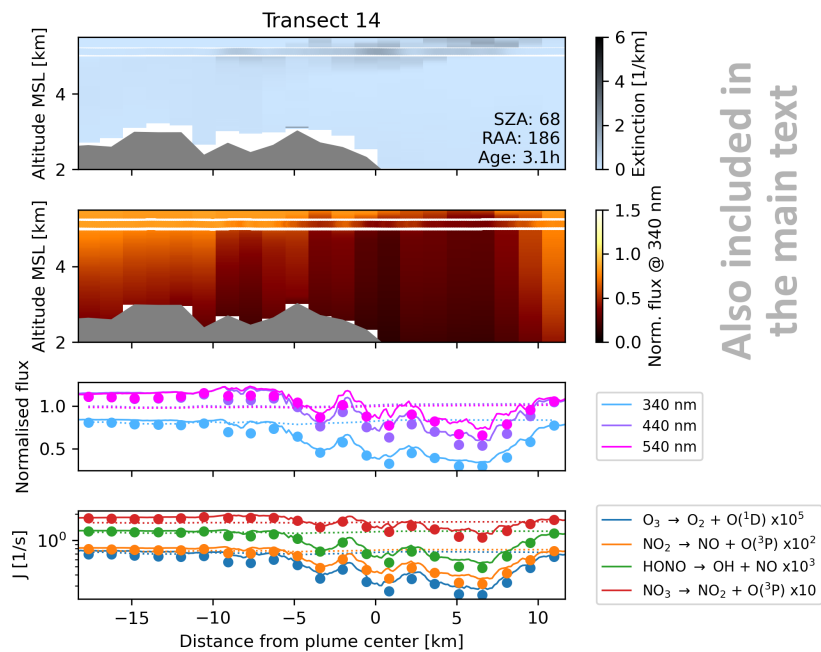 Transect 14
Altitude MSL [km]
4
2
SZA: 68
RAA: 186
Age: 3.1h
6
4
2
0
Extinction [1/km]
Also included in
the main text
Altitude MSL [km]
4
2
1.5
1.0
0.5
0.0
Norm. flux @ 340 nm
Normalised flux
1.0
0.5
340 nm
440 nm
540 nm
J [1/s]
10⁰
O₃ → O₂ + O(¹D) x10⁵
NO₂ → NO + O(³P) x10²
HONO → OH + NO x10³
NO₃ → NO₂ + O(³P) x10
−15 −10 −5 0 5 10
Distance from plume center [km]